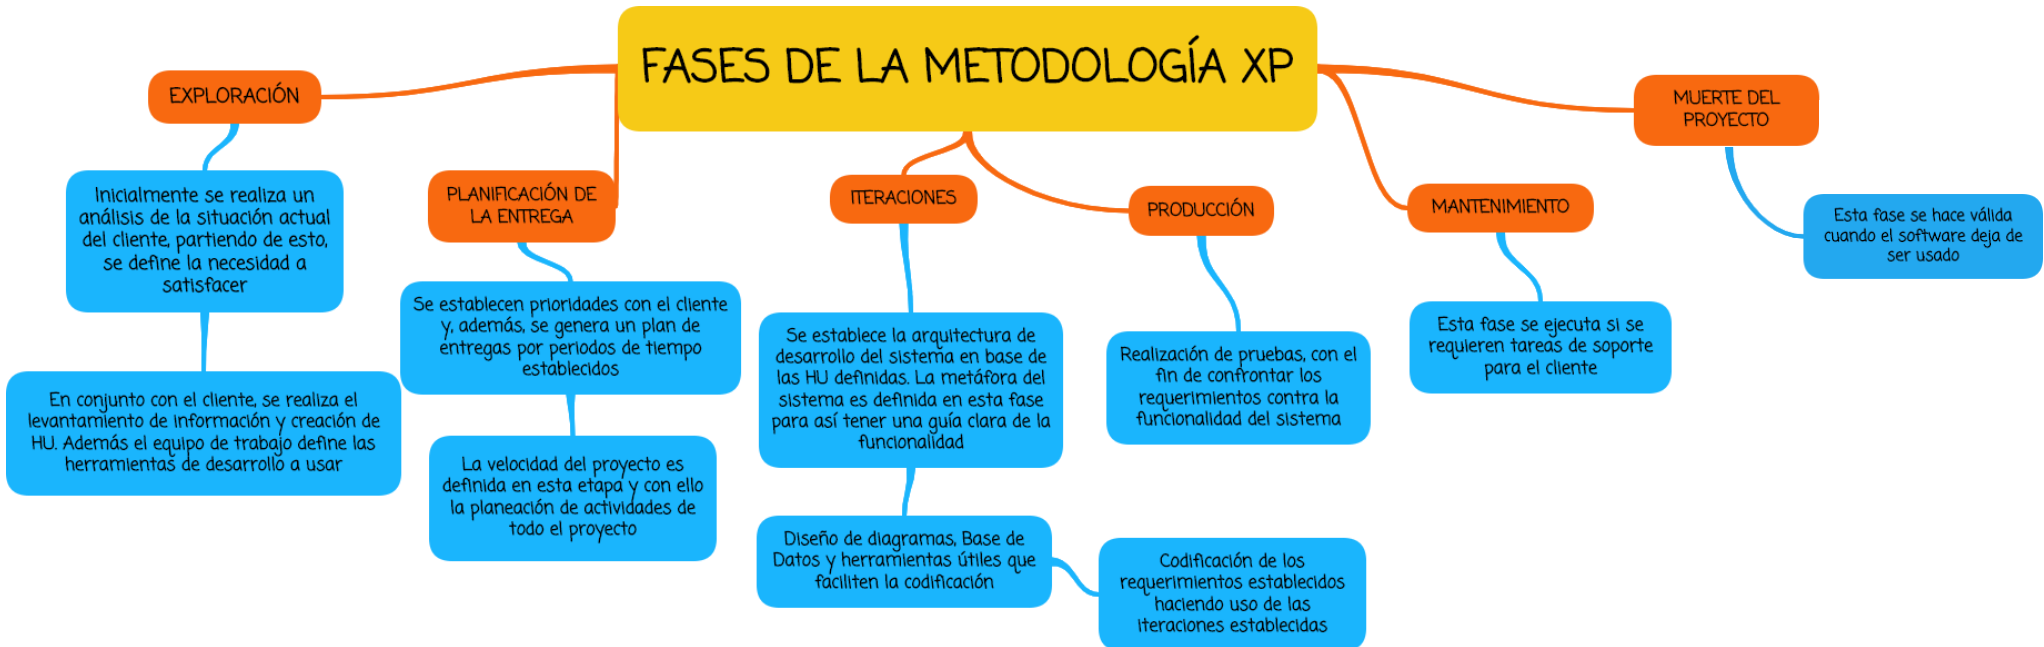 FASES DE LA METODOLOGÍA XP
EXPLORACIÓN
Inicialmente se realiza un
análisis de la situación actual
del cliente, partiendo de esto,
se define la necesidad a
satisfacer
En conjunto con el cliente, se realiza el
levantamiento de información y creación de
HU. Además el equipo de trabajo define las
herramientas de desarrollo a usar
PLANIFICACIÓN DE
LA ENTREGA
Se establecen prioridades con el cliente
y, además, se genera un plan de
entregas por periodos de tiempo
establecidos
La velocidad del proyecto es
definida en esta etapa y con ello
la planeación de actividades de
todo el proyecto
ITERACIONES
Se establece la arquitectura de
desarrollo del sistema en base de
las HU definidas. La metáfora del
sistema es definida en esta fase
para así tener una guía clara de la
funcionalidad
Diseño de diagramas, Base de
Datos y herramientas útiles que
faciliten la codificación
Codificación de los
requerimientos establecidos
haciendo uso de las
iteraciones establecidas
PRODUCCIÓN
Realización de pruebas, con el
fin de confrontar los
requerimientos contra la
funcionalidad del sistema
MANTENIMIENTO
Esta fase se ejecuta si se
requieren tareas de soporte
para el cliente
MUERTE DEL
PROYECTO
Esta fase se hace válida
cuando el software deja de
ser usado